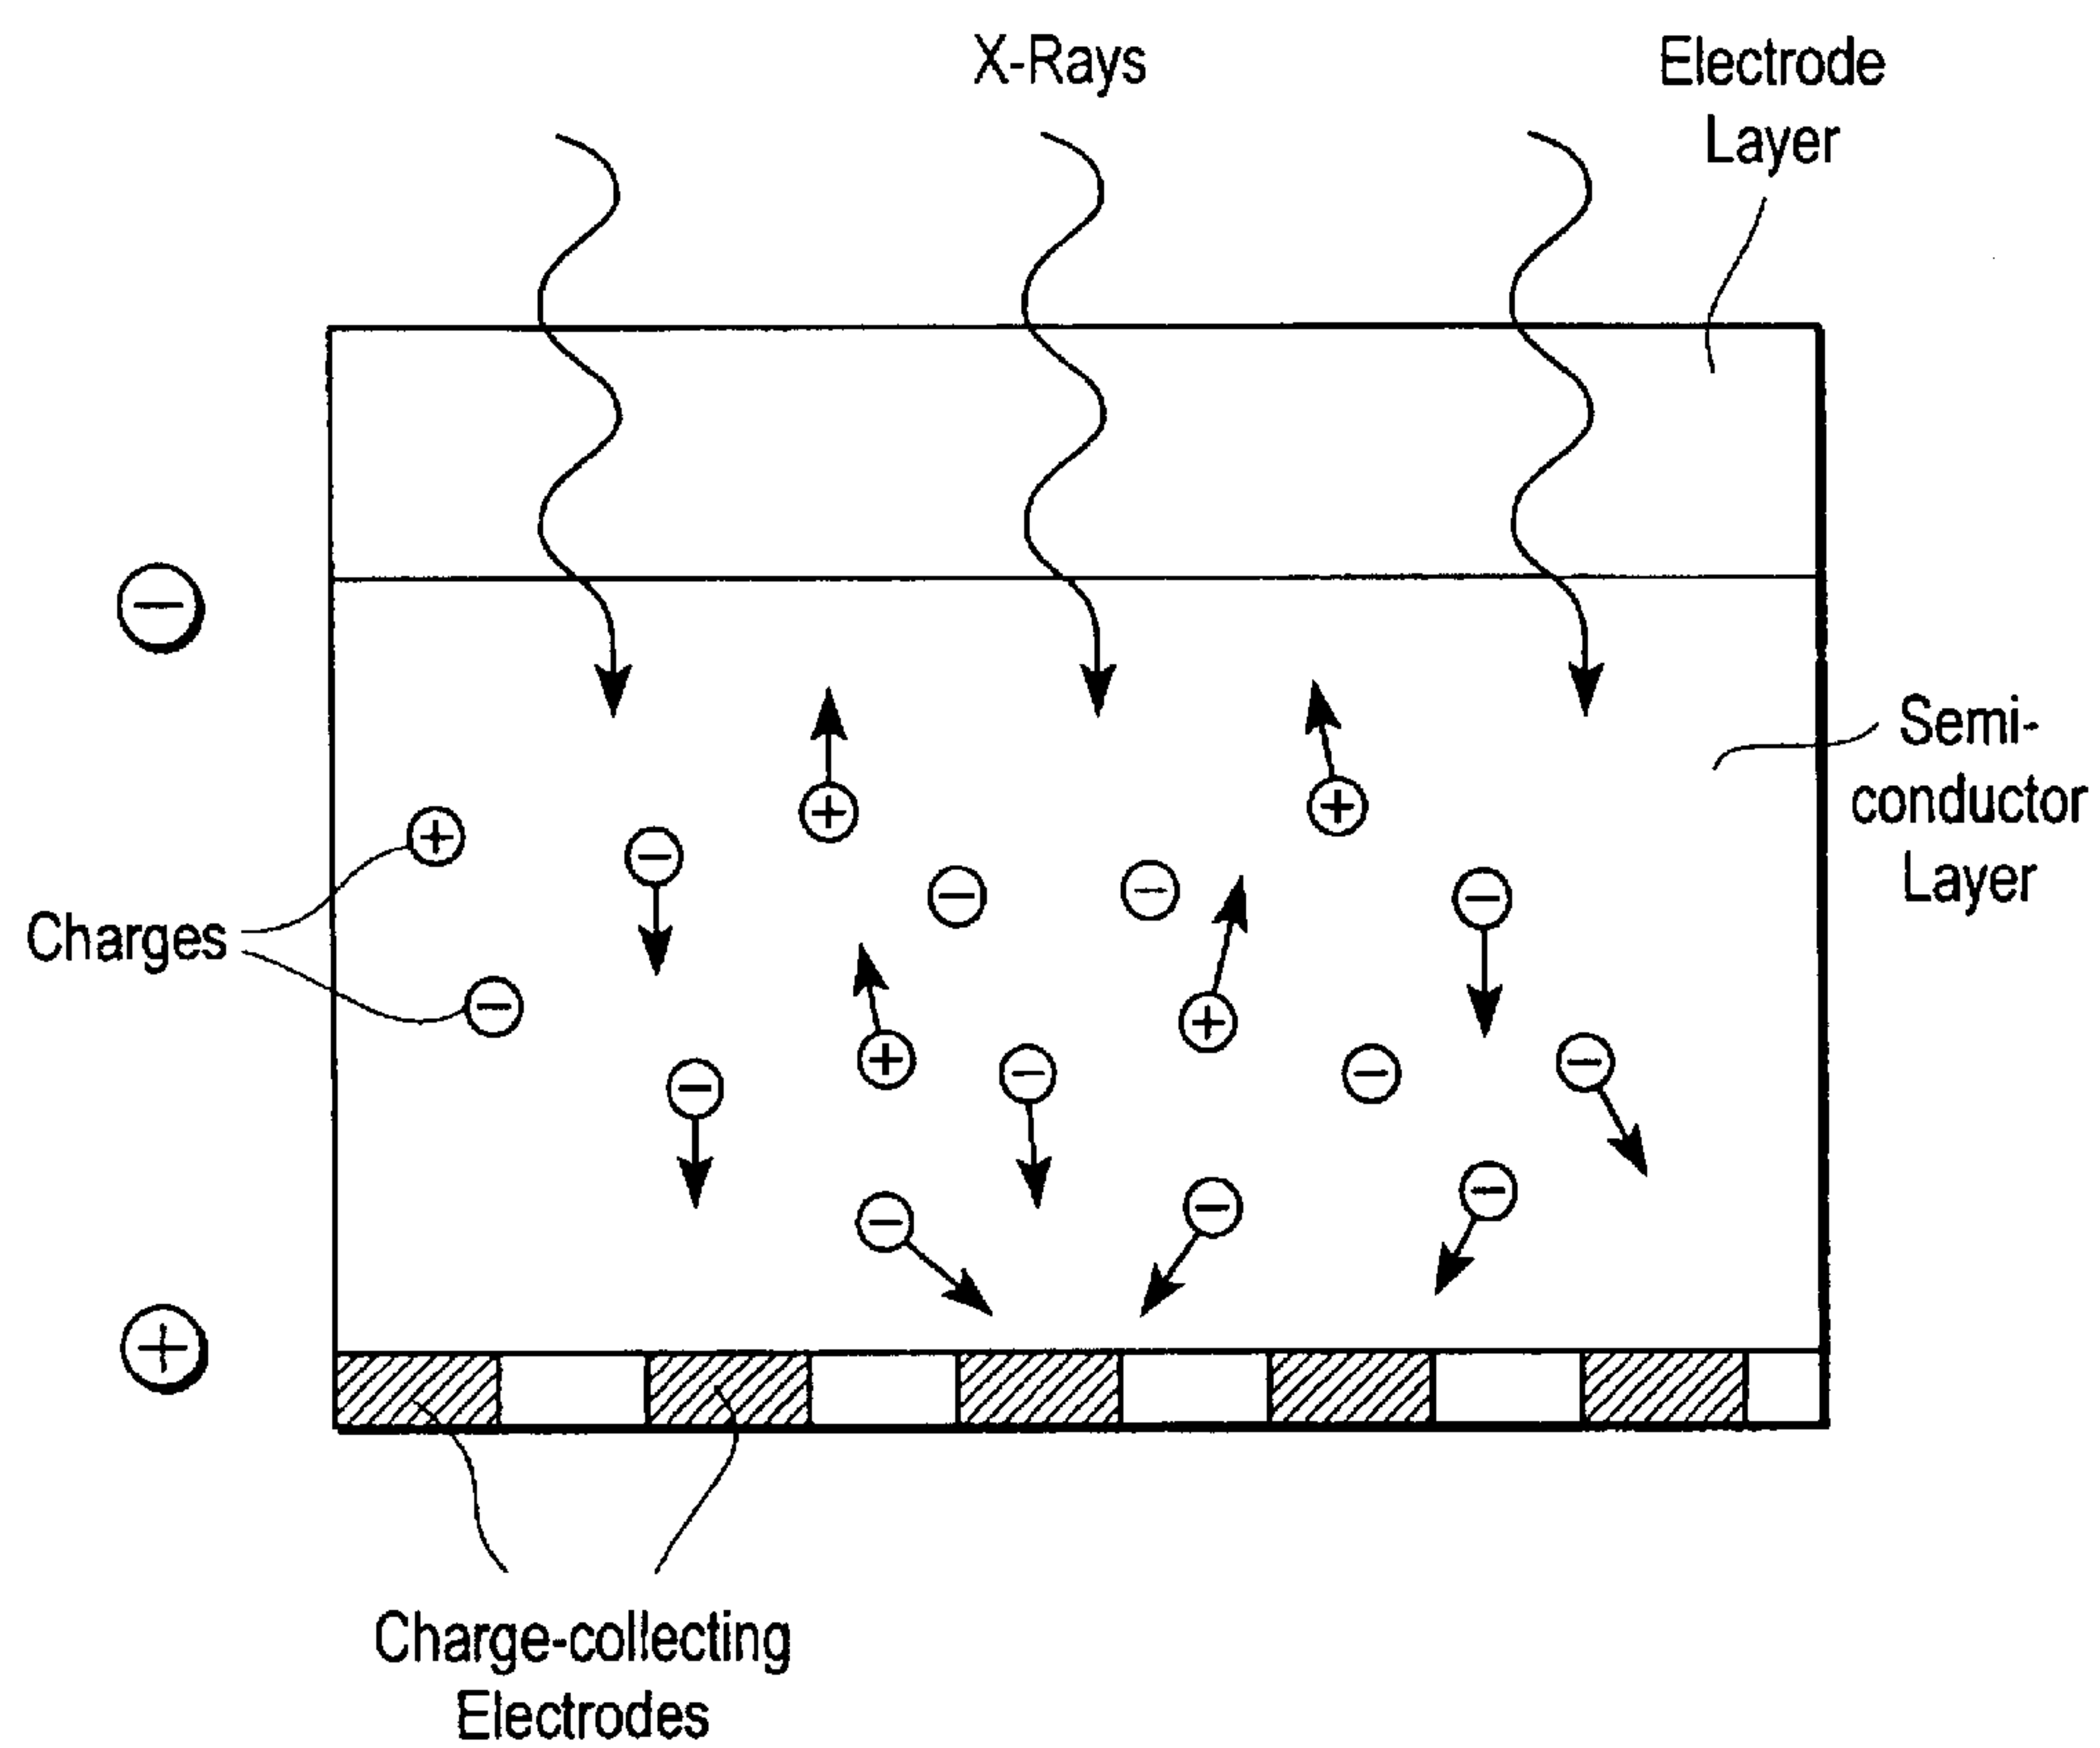 X-Rays
Electrode
Layer
Semi-
conductor
Layer
Charges
Charge-collecting
Electrodes